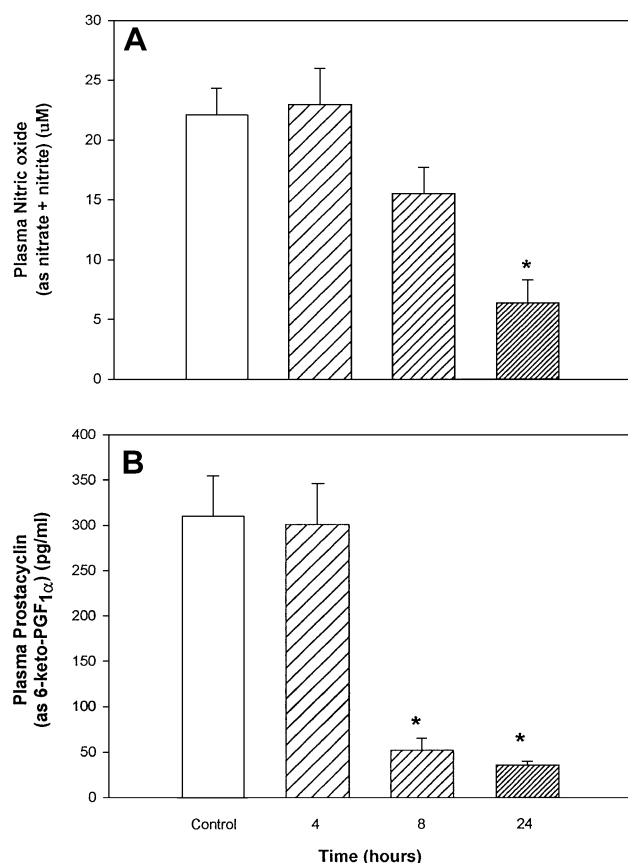 A
30
25
20
15
10
5
0
Plasma Nitric oxide
(as nitrate + nitrite) (uM)
*
B
400
350
300
250
200
150
100
50
0
Plasma Prostacyclin
(as 6-keto-PGF1α) (pg/ml)
*
*
Control 4 8 24
Time (hours)